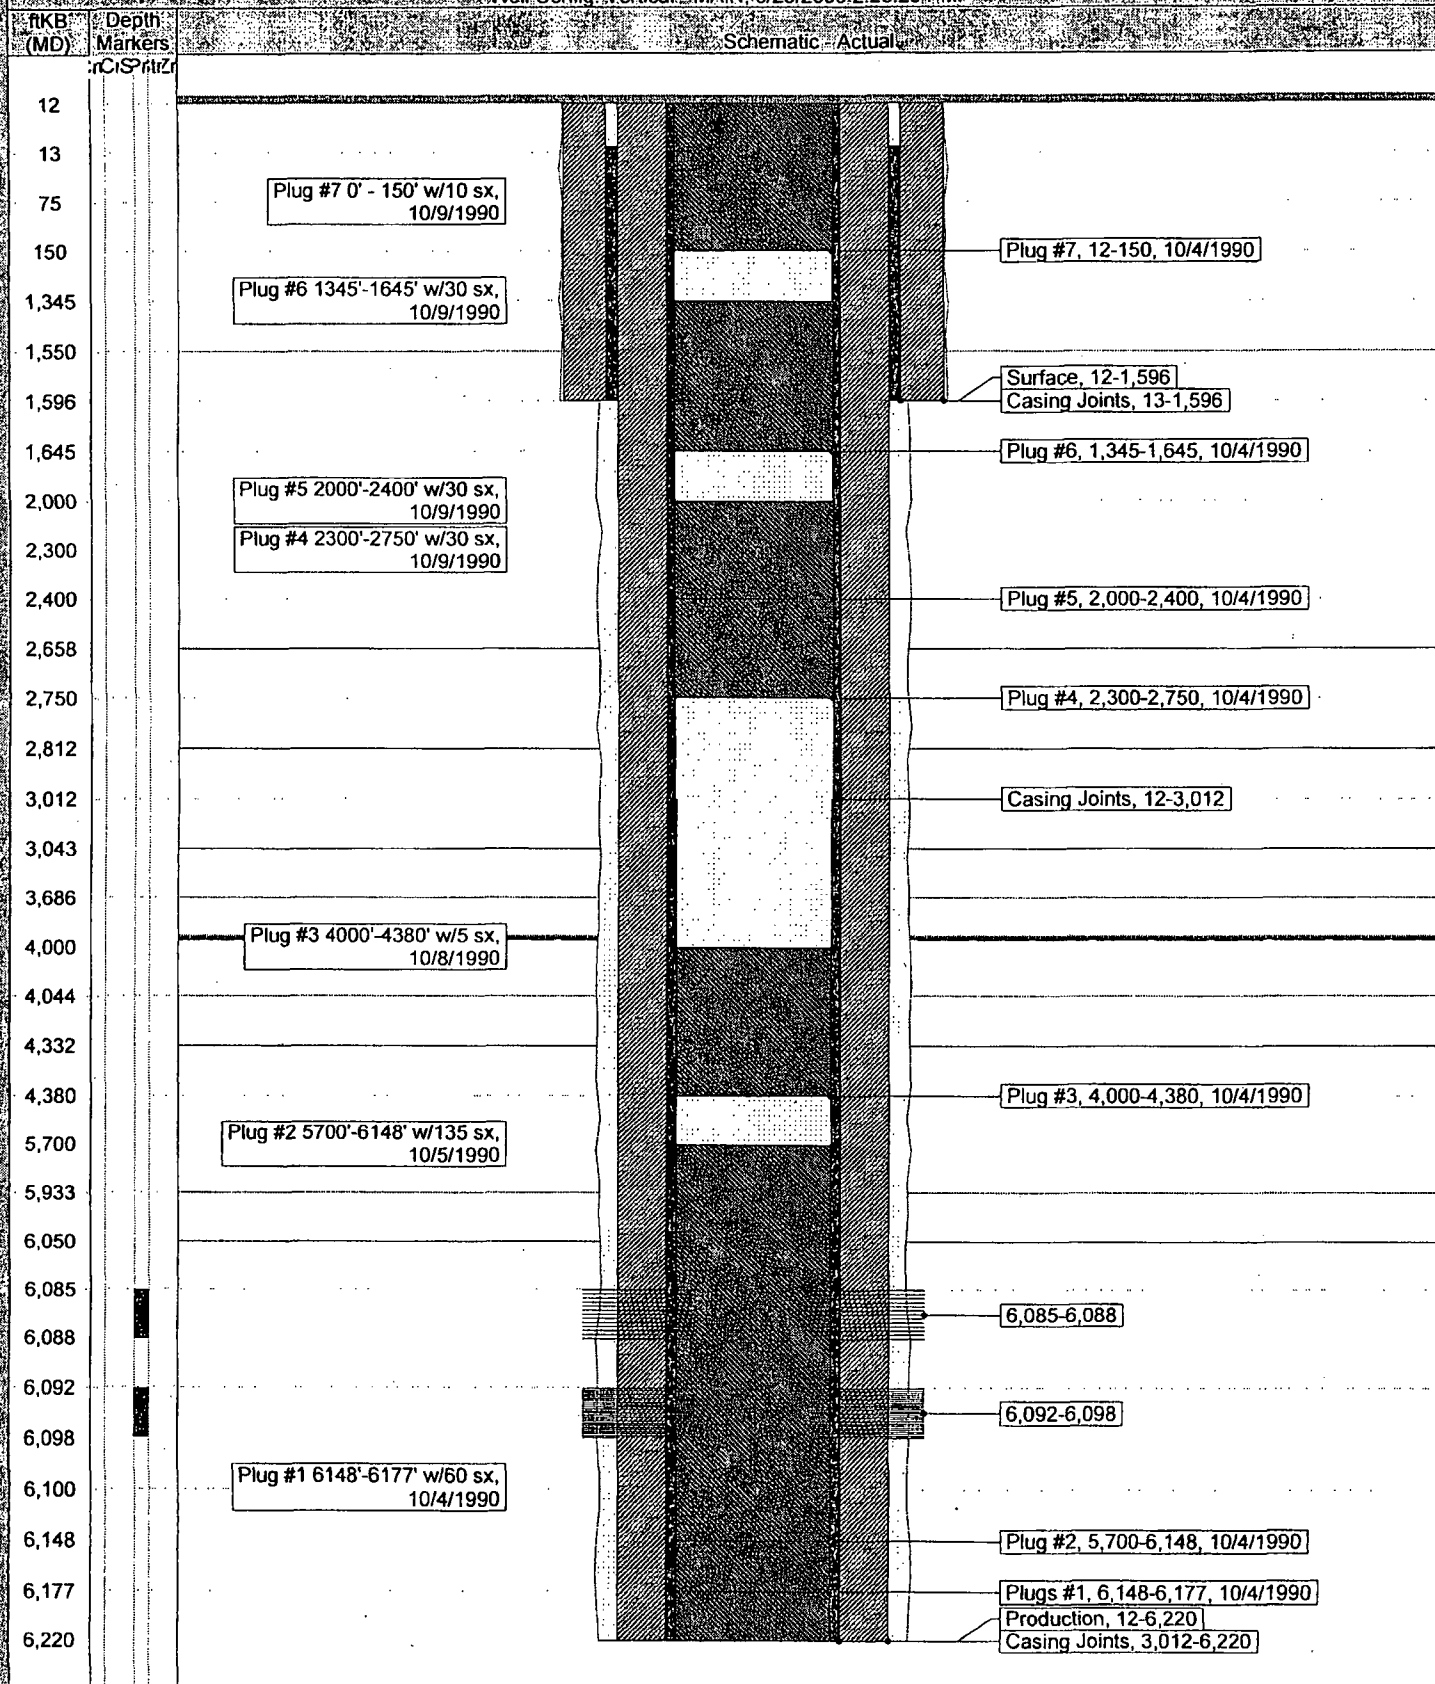 ftKB
(MD)
Depth
Markers
Schematic - Actual
12
13
75
150
1,345
1,550
1,596
1,645
2,000
2,300
2,400
2,658
2,750
2,812
3,012
3,043
3,686
4,000
4,044
4,332
4,380
5,700
5,933
6,050
6,085
6,088
6,092
6,098
6,100
6,148
6,177
6,220
Plug #7 0' - 150' w/10 sx,
10/9/1990
Plug #6 1345'-1645' w/30 sx,
10/9/1990
Plug #5 2000'-2400' w/30 sx,
10/9/1990
Plug #4 2300'-2750' w/30 sx,
10/9/1990
Plug #3 4000'-4380' w/5 sx,
10/8/1990
Plug #2 5700'-6148' w/135 sx,
10/5/1990
Plug #1 6148'-6177' w/60 sx,
10/4/1990
Plug #7, 12-150, 10/4/1990
Surface, 12-1,596
Casing Joints, 13-1,596
Plug #6, 1,345-1,645, 10/4/1990
Plug #5, 2,000-2,400, 10/4/1990
Plug #4, 2,300-2,750, 10/4/1990
Casing Joints, 12-3,012
Plug #3, 4,000-4,380, 10/4/1990
6,085-6,088
6,092-6,098
Plug #2, 5,700-6,148, 10/4/1990
Plugs #1, 6,148-6,177, 10/4/1990
Production, 12-6,220
Casing Joints, 3,012-6,220